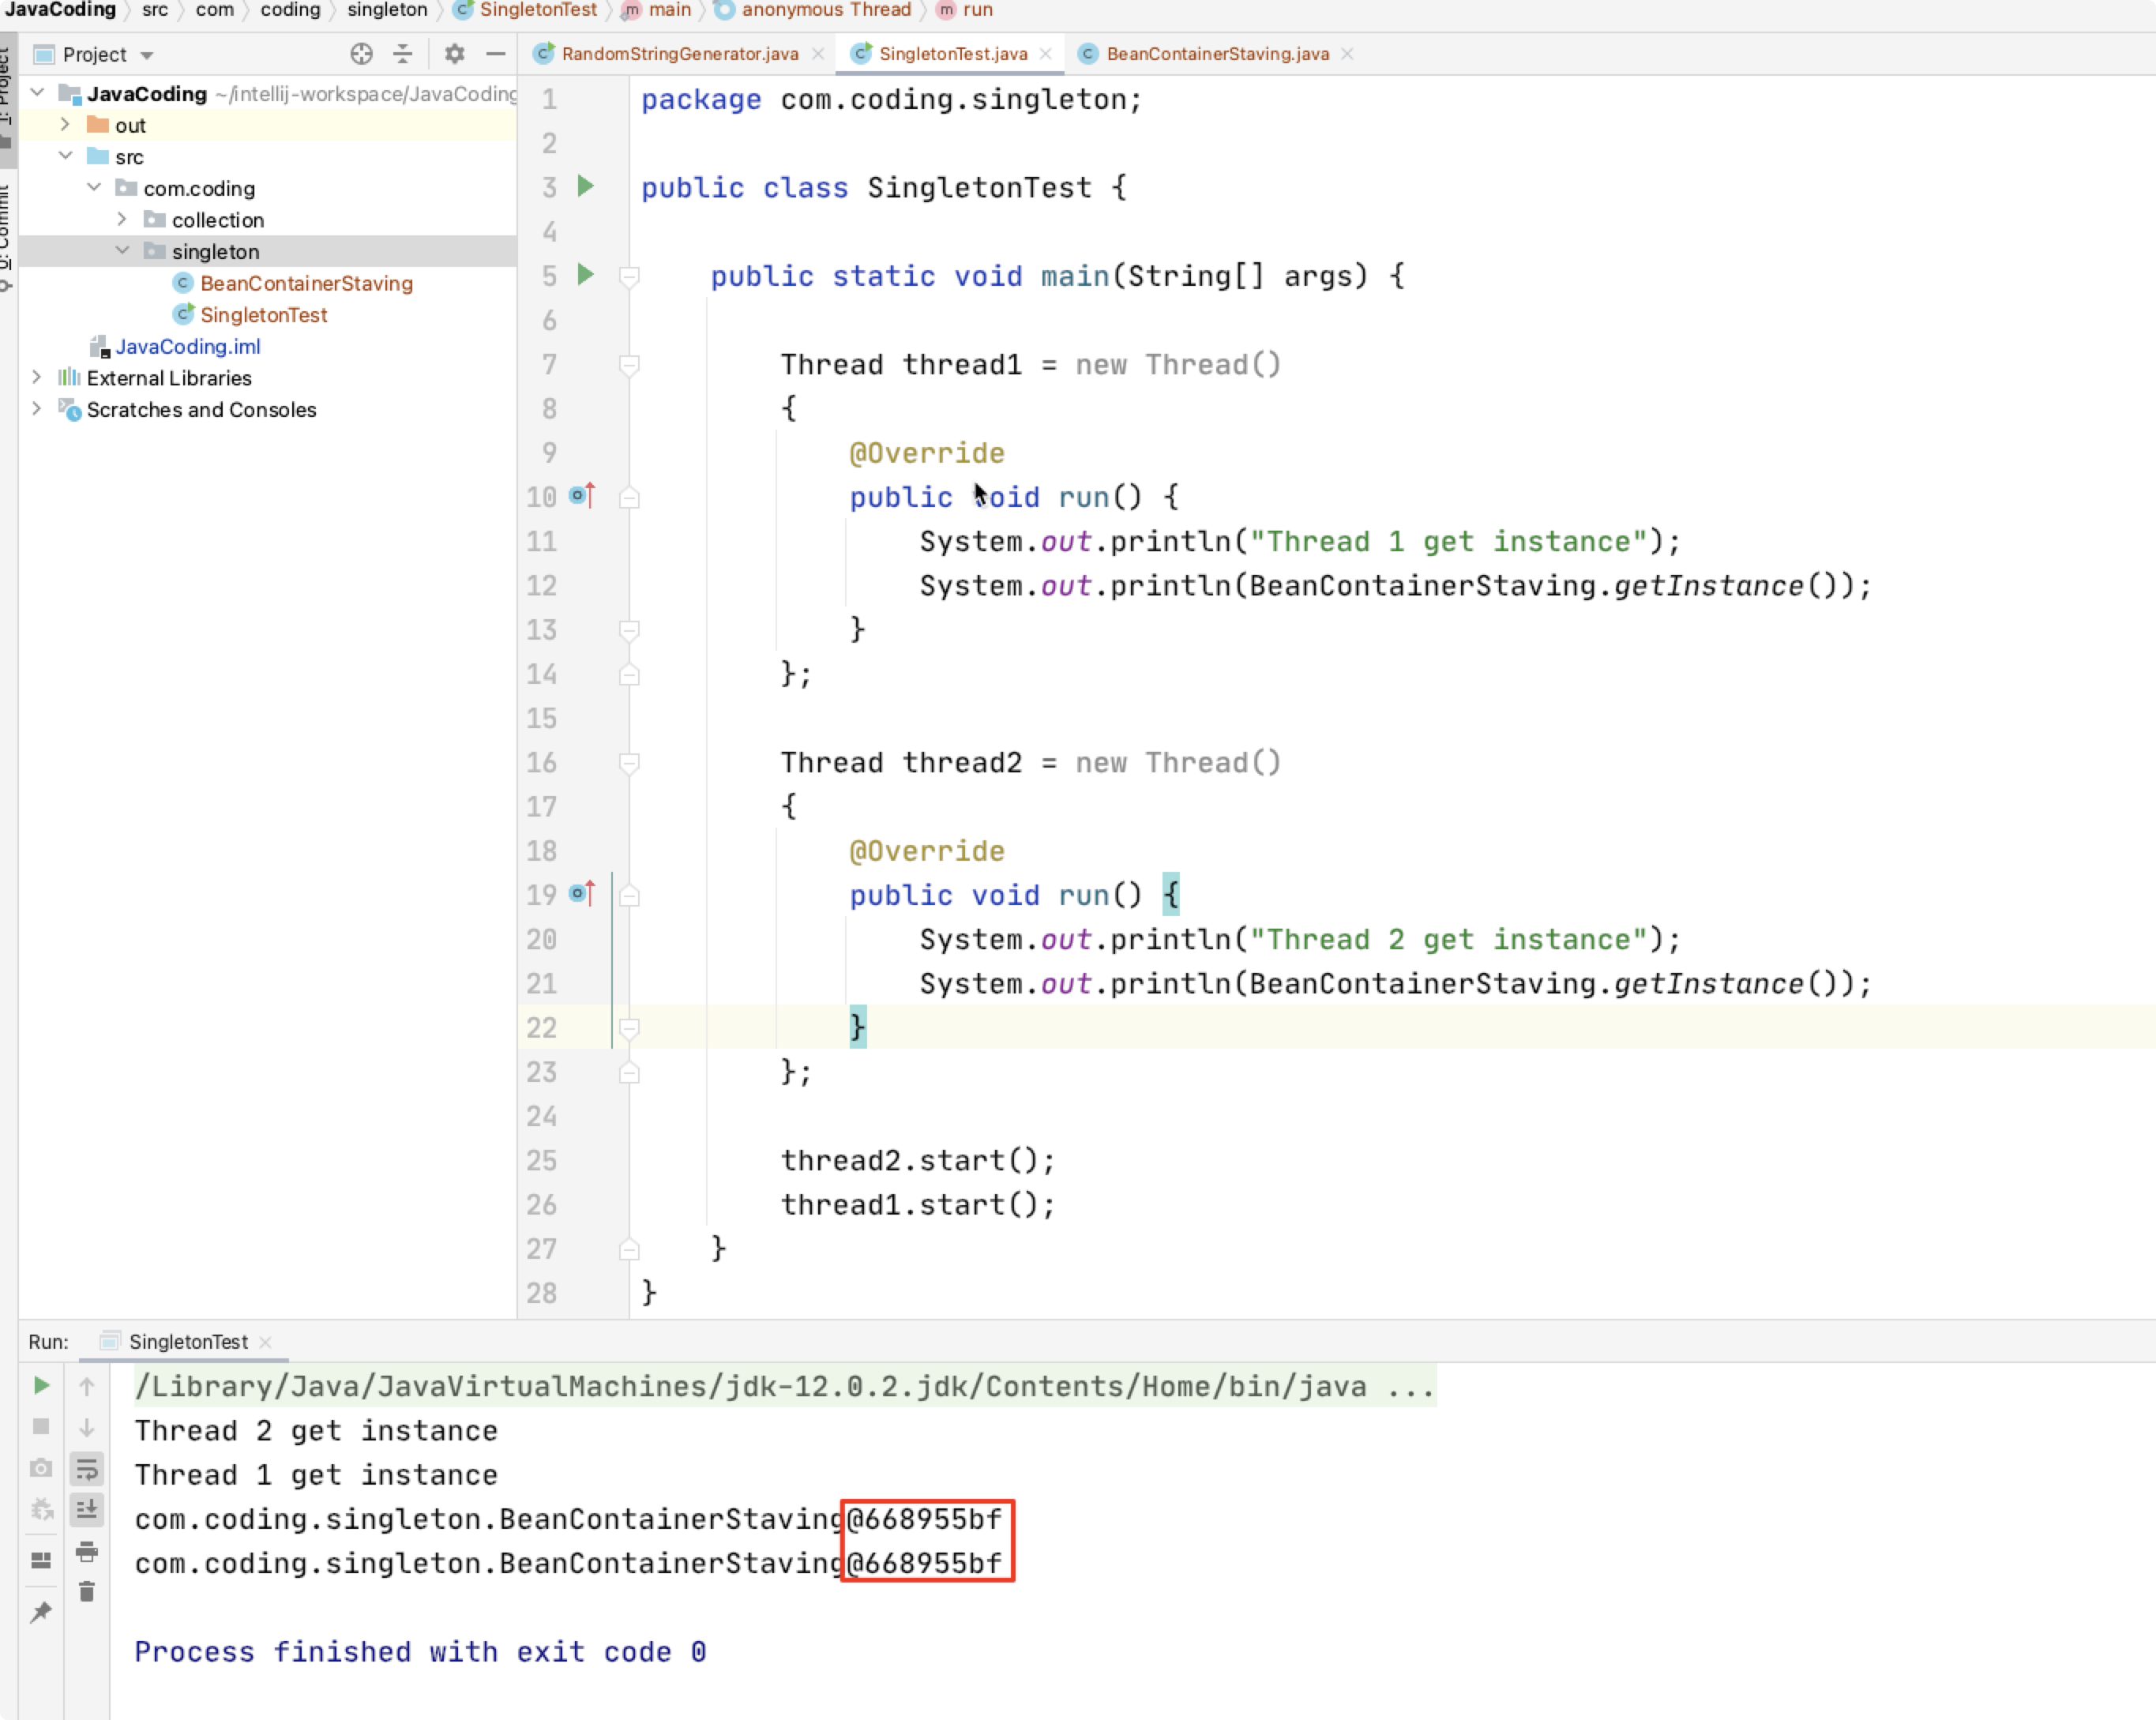 JavaCoding src com coding singleton SingletonTest main anonymous Thread run
Project
RandomStringGenerator.java SingletonTest.java BeanContainerStaving.java
1: Project
0: Commit
JavaCoding ~/intellij-workspace/JavaCoding
out
src
com.coding
collection
singleton
BeanContainerStaving
SingletonTest
JavaCoding.iml
External Libraries
Scratches and Consoles
1 package com.coding.singleton;
2
3 public class SingletonTest {
4
5 public static void main(String[] args) {
6
7 Thread thread1 = new Thread()
8 {
9 @Override
10 public void run() {
11 System.out.println("Thread 1 get instance");
12 System.out.println(BeanContainerStaving.getInstance());
13 }
14 };
15
16 Thread thread2 = new Thread()
17 {
18 @Override
19 public void run() {
20 System.out.println("Thread 2 get instance");
21 System.out.println(BeanContainerStaving.getInstance());
22 }
23 };
24
25 thread2.start();
26 thread1.start();
27 }
28 }
Run: SingletonTest
/Library/Java/JavaVirtualMachines/jdk-12.0.2.jdk/Contents/Home/bin/java ...
Thread 2 get instance
Thread 1 get instance
com.coding.singleton.BeanContainerStaving@668955bf
com.coding.singleton.BeanContainerStaving@668955bf
Process finished with exit code 0